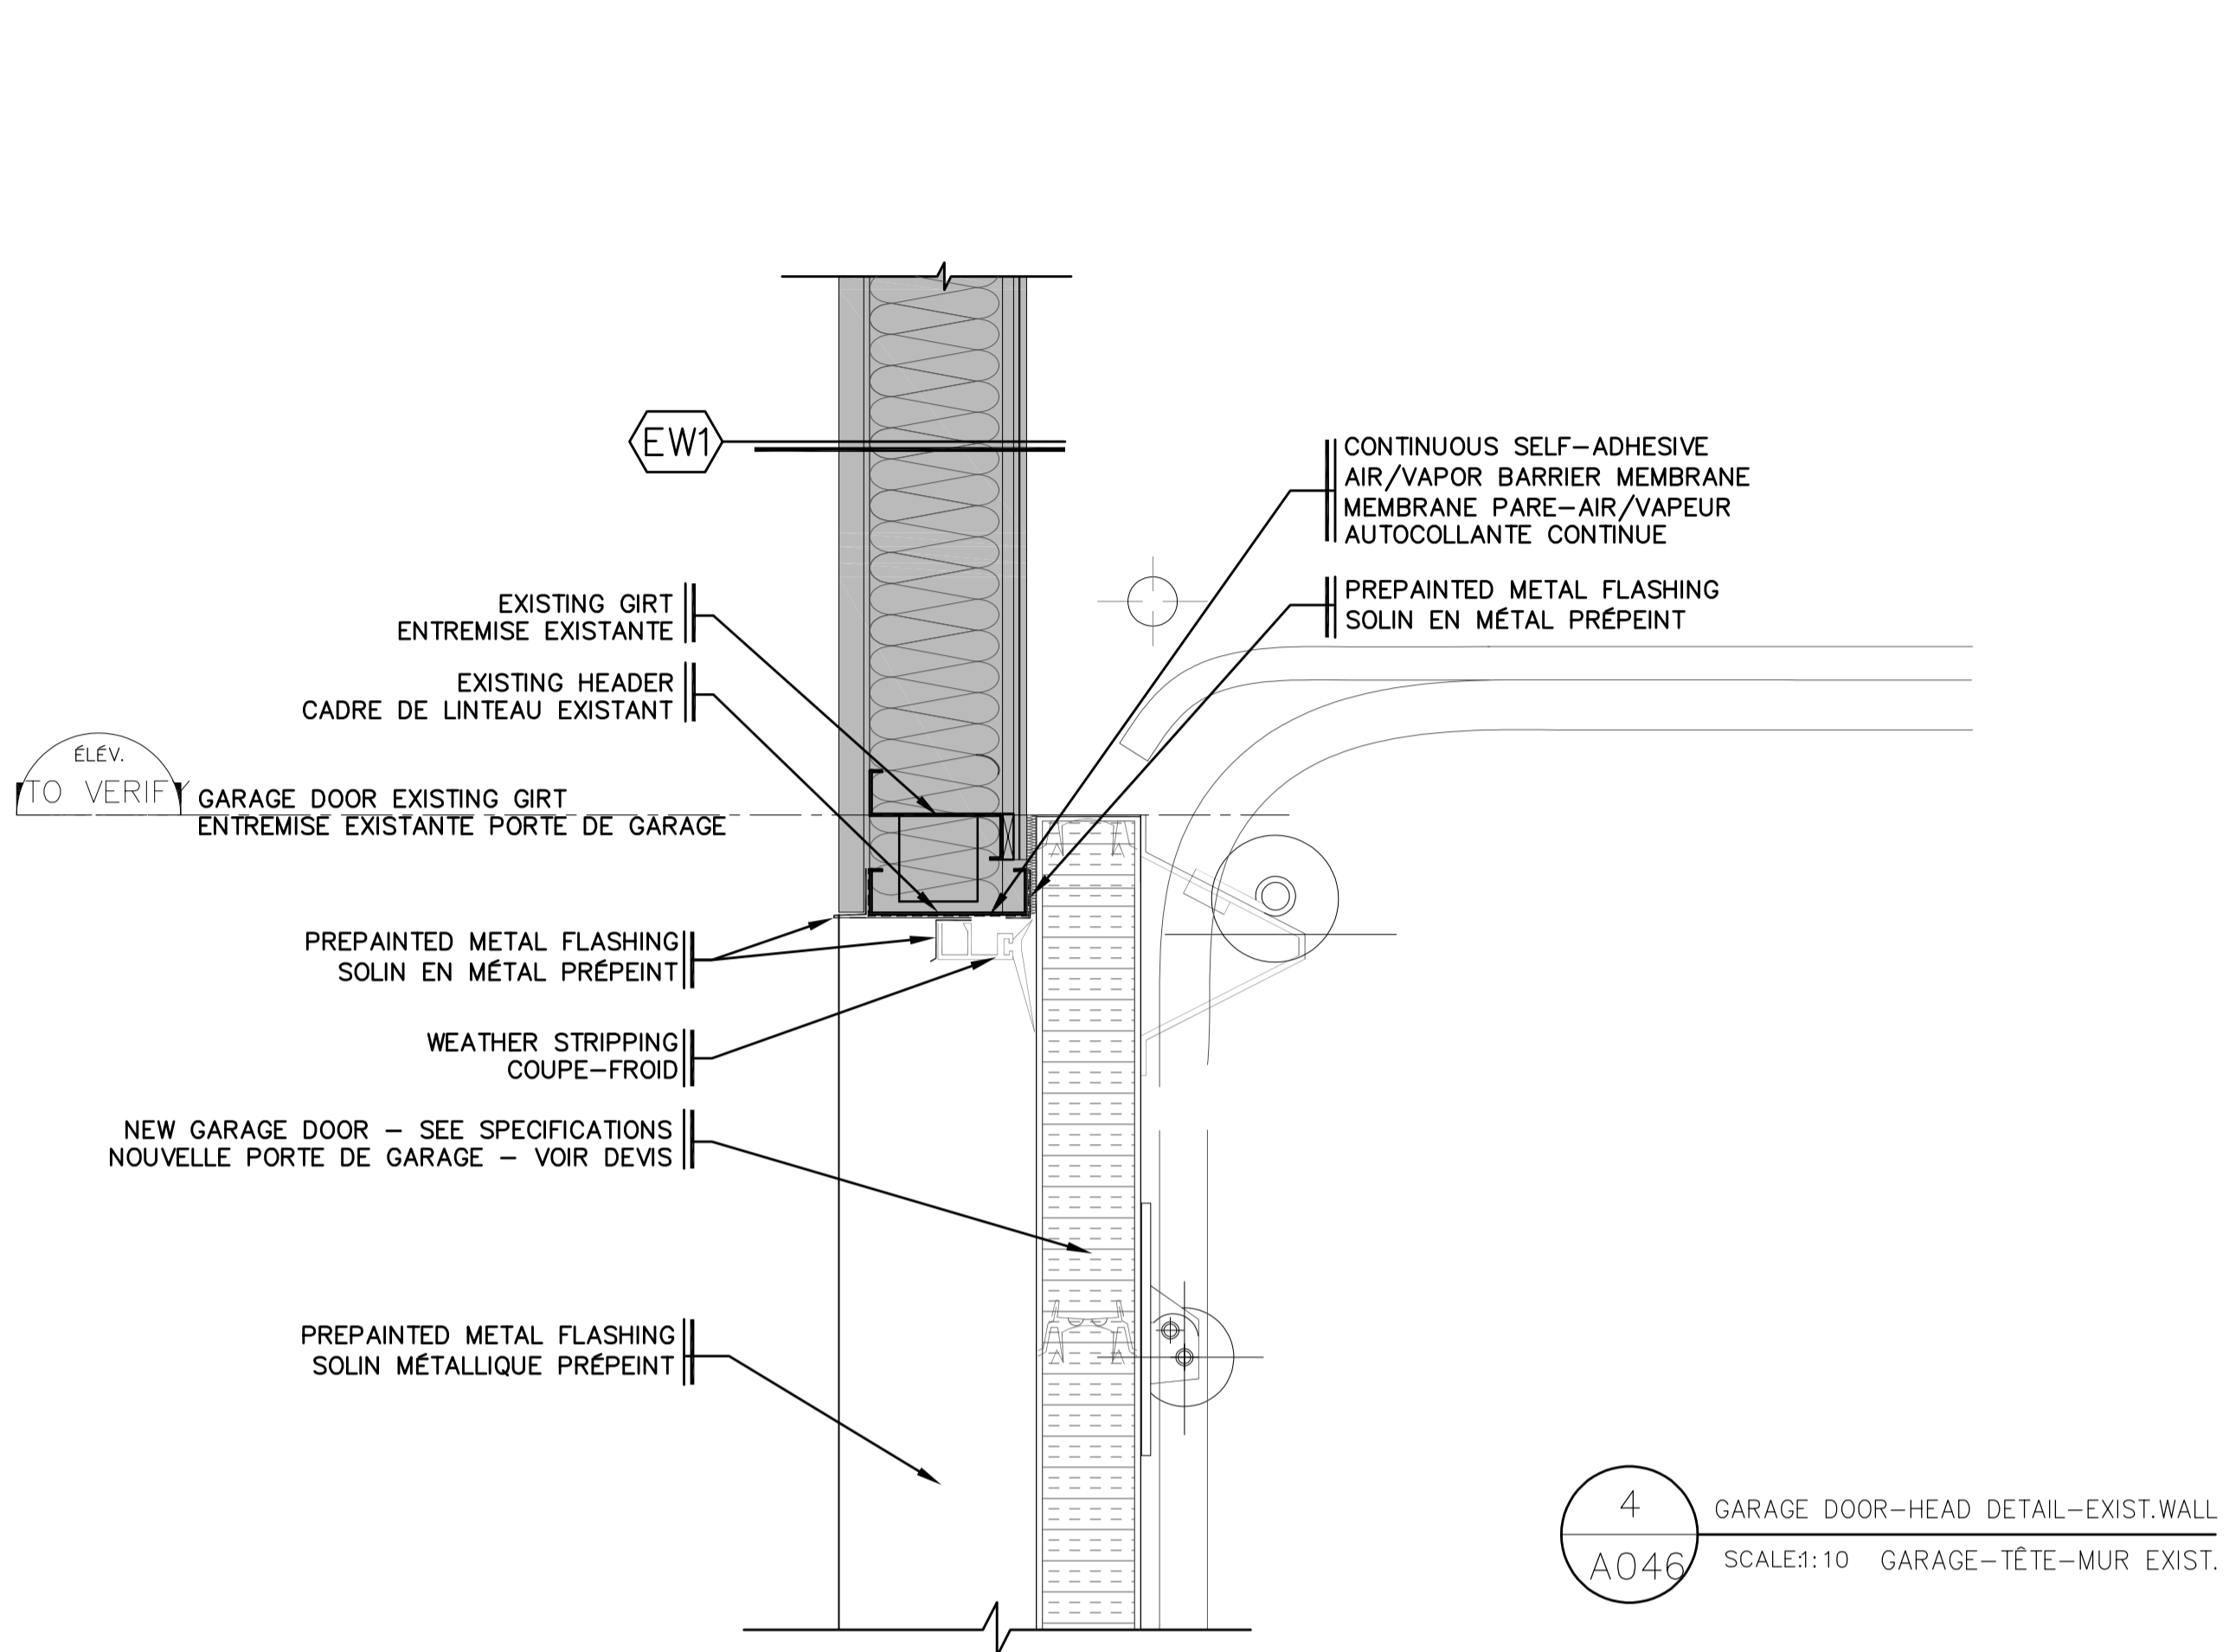 EW1
CONTINUOUS SELF-ADHESIVE
AIR/VAPOR BARRIER MEMBRANE
MEMBRANE PARE-AIR/VAPEUR
AUTOCOLLANTE CONTINUE
PREPAINTED METAL FLASHING
SOLIN EN MÉTAL PRÉPEINT
EXISTING GIRT
ENTREMISE EXISTANTE
EXISTING HEADER
CADRE DE LINTEAU EXISTANT
ÉLÉV.
TO VERIFY
GARAGE DOOR EXISTING GIRT
ENTREMISE EXISTANTE PORTE DE GARAGE
PREPAINTED METAL FLASHING
SOLIN EN MÉTAL PRÉPEINT
WEATHER STRIPPING
COUPE-FROID
NEW GARAGE DOOR - SEE SPECIFICATIONS
NOUVELLE PORTE DE GARAGE - VOIR DEVIS
PREPAINTED METAL FLASHING
SOLIN MÉTALLIQUE PRÉPEINT
4
A046
GARAGE DOOR-HEAD DETAIL-EXIST.WALL
SCALE:1:10 GARAGE-TÊTE-MUR EXIST.